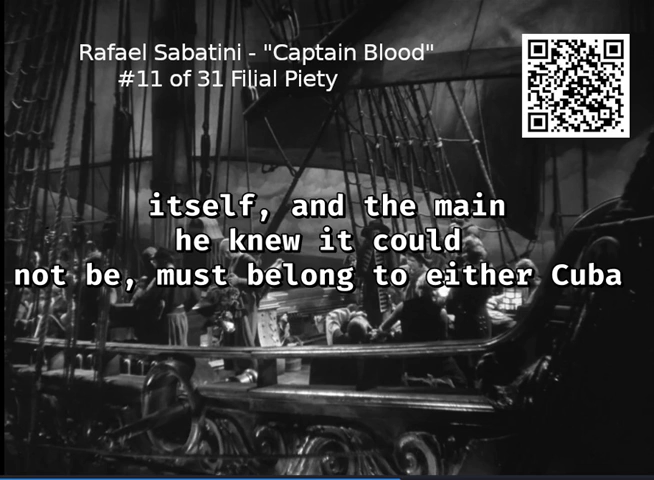 Rafael Sabatini - "Captain Blood"
#11 of 31 Filial Piety
itself, and the main
he knew it could
not be, must belong to either Cuba